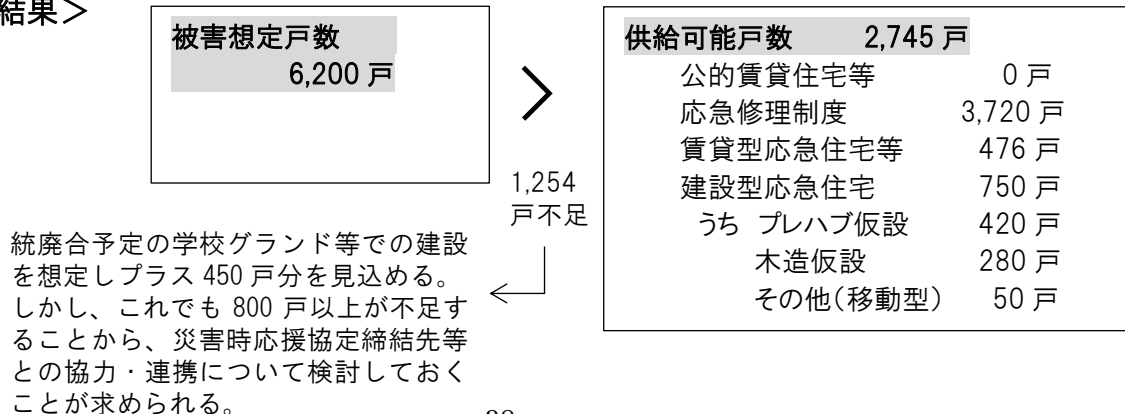 結果＞
被害想定戸数
6,200 戸
＞
供給可能戸数 2,745 戸
公的賃貸住宅等 0 戸
応急修理制度 3,720 戸
賃貸型応急住宅等 476 戸
建設型応急住宅 750 戸
うち プレハブ仮設 420 戸
木造仮設 280 戸
その他(移動型) 50 戸
1,254
戸不足
統廃合予定の学校グランド等での建設
を想定しプラス 450 戸分を見込める。
しかし、これでも 800 戸以上が不足す
ることから、災害時応援協定締結先等
との協力・連携について検討しておく
ことが求められる。